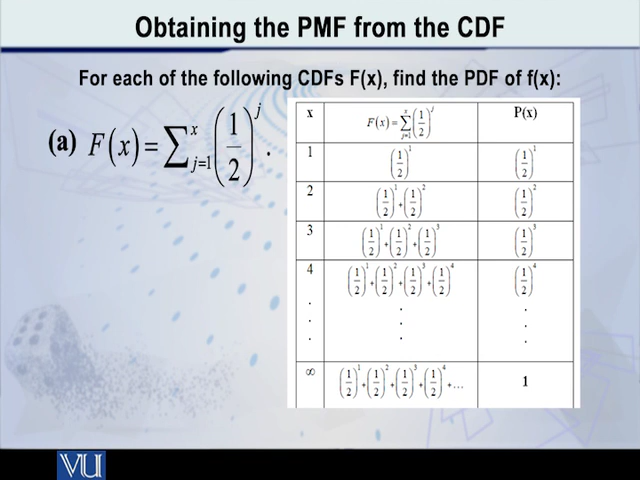 Obtaining the PMF from the CDF
For each of the following CDFs F(x), find the PDF of f(x):
(a) F(x) = ∑_{j=1}^{x} (1/2)^j .
x F(x) = ∑_{j=1}^{x} (1/2)^j P(x)
1 (1/2)^1 (1/2)^1
2 (1/2)^1 + (1/2)^2 (1/2)^2
3 (1/2)^1 + (1/2)^2 + (1/2)^3 (1/2)^3
4 (1/2)^1 + (1/2)^2 + (1/2)^3 + (1/2)^4 (1/2)^4
. . .
. . .
. . .
∞ (1/2)^1 + (1/2)^2 + (1/2)^3 + (1/2)^4 + ... 1
VU